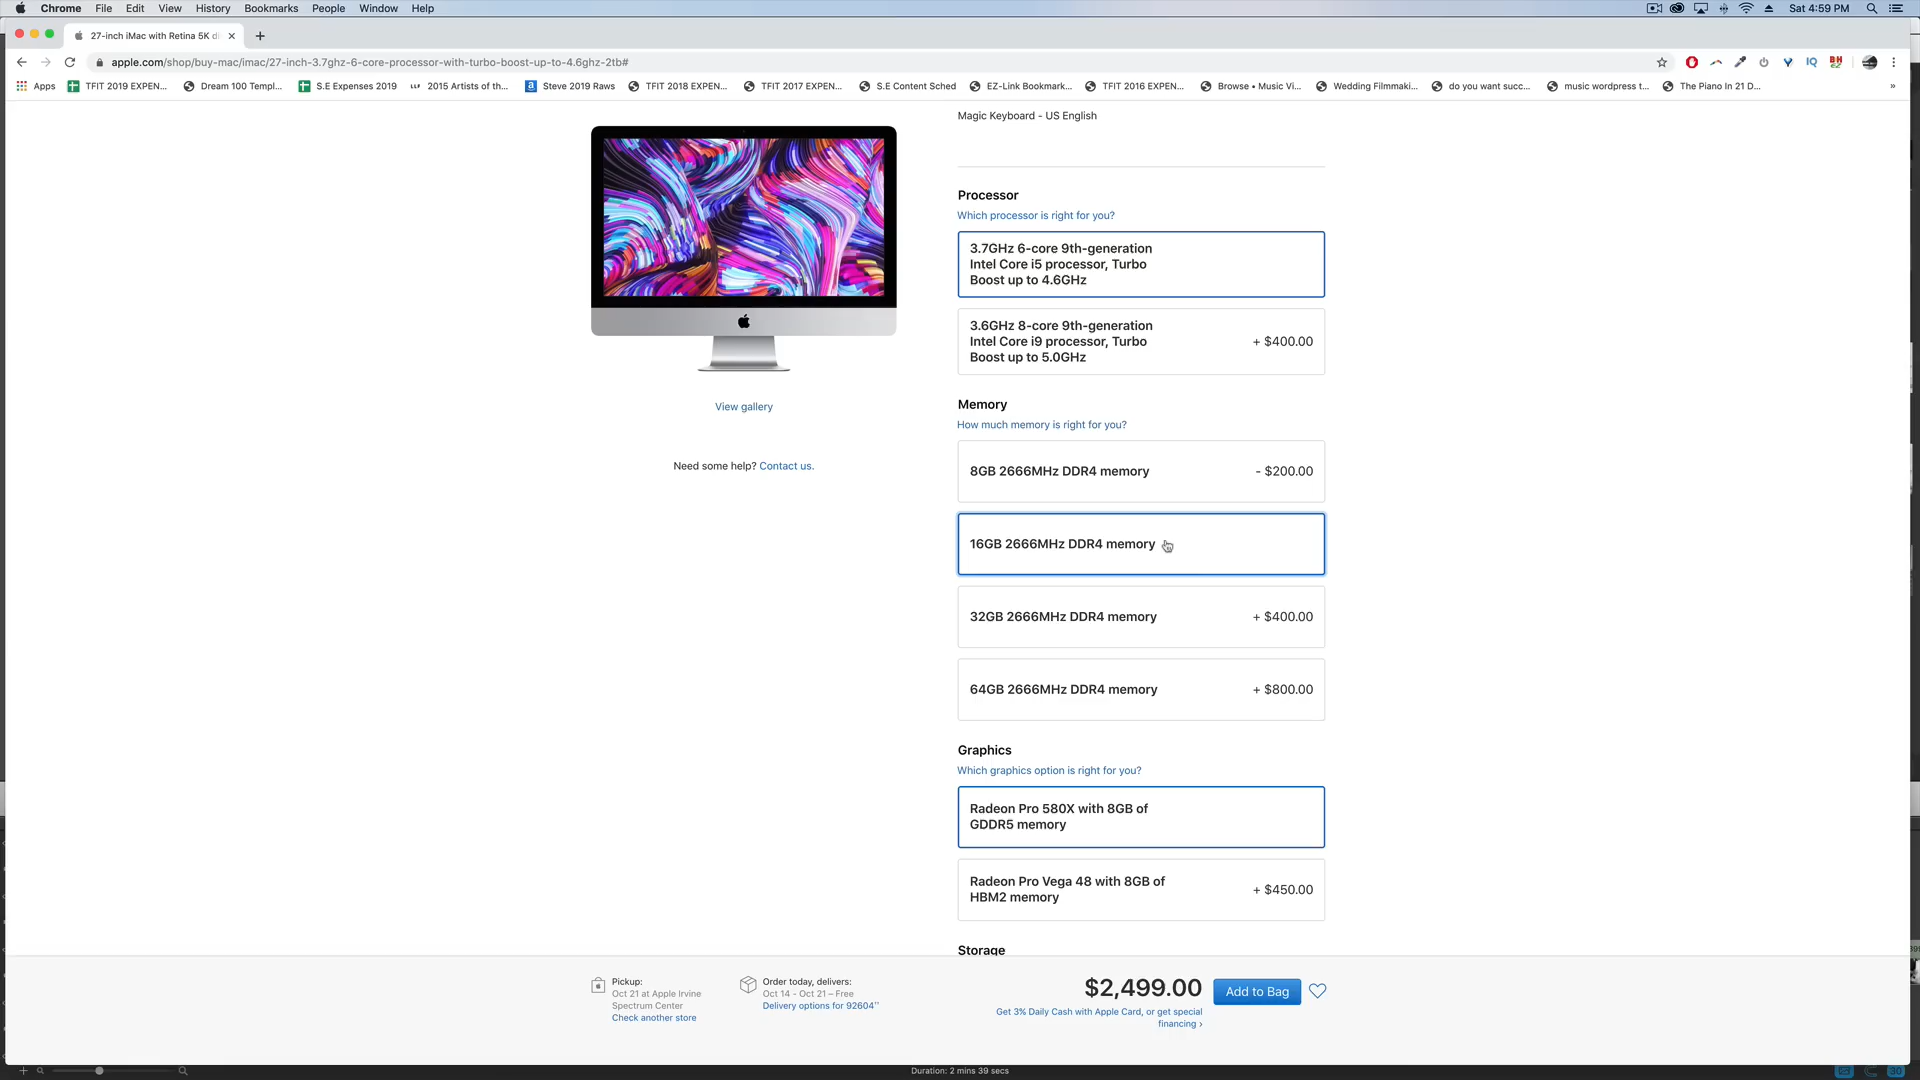 Chrome File Edit View History Bookmarks People Window Help
Sat 4:59 PM
27-inch iMac with Retina 5K di
apple.com/shop/buy-mac/imac/27-inch-3.7ghz-6-core-processor-with-turbo-boost-up-to-4.6ghz-2tb#
Apps TFIT 2019 EXPEN... Dream 100 Templ... S.E Expenses 2019 2015 Artists of th... Steve 2019 Raws TFIT 2018 EXPEN... TFIT 2017 EXPEN... S.E Content Sched EZ-Link Bookmark... TFIT 2016 EXPEN... Browse • Music Vi... Wedding Filmmaki... do you want succ... music wordpress t... The Piano In 21 D... »
Magic Keyboard - US English
Processor
Which processor is right for you?
3.7GHz 6-core 9th-generation
Intel Core i5 processor, Turbo
Boost up to 4.6GHz
3.6GHz 8-core 9th-generation
Intel Core i9 processor, Turbo
Boost up to 5.0GHz
+ $400.00
View gallery
Need some help? Contact us.
Memory
How much memory is right for you?
8GB 2666MHz DDR4 memory - $200.00
16GB 2666MHz DDR4 memory
32GB 2666MHz DDR4 memory + $400.00
64GB 2666MHz DDR4 memory + $800.00
Graphics
Which graphics option is right for you?
Radeon Pro 580X with 8GB of
GDDR5 memory
Radeon Pro Vega 48 with 8GB of
HBM2 memory
+ $450.00
Storage
Pickup:
Oct 21 at Apple Irvine
Spectrum Center
Check another store
Order today, delivers:
Oct 14 - Oct 21 – Free
Delivery options for 92604
$2,499.00
Add to Bag
Get 3% Daily Cash with Apple Card, or get special
financing ›
Duration: 2 mins 39 secs
30